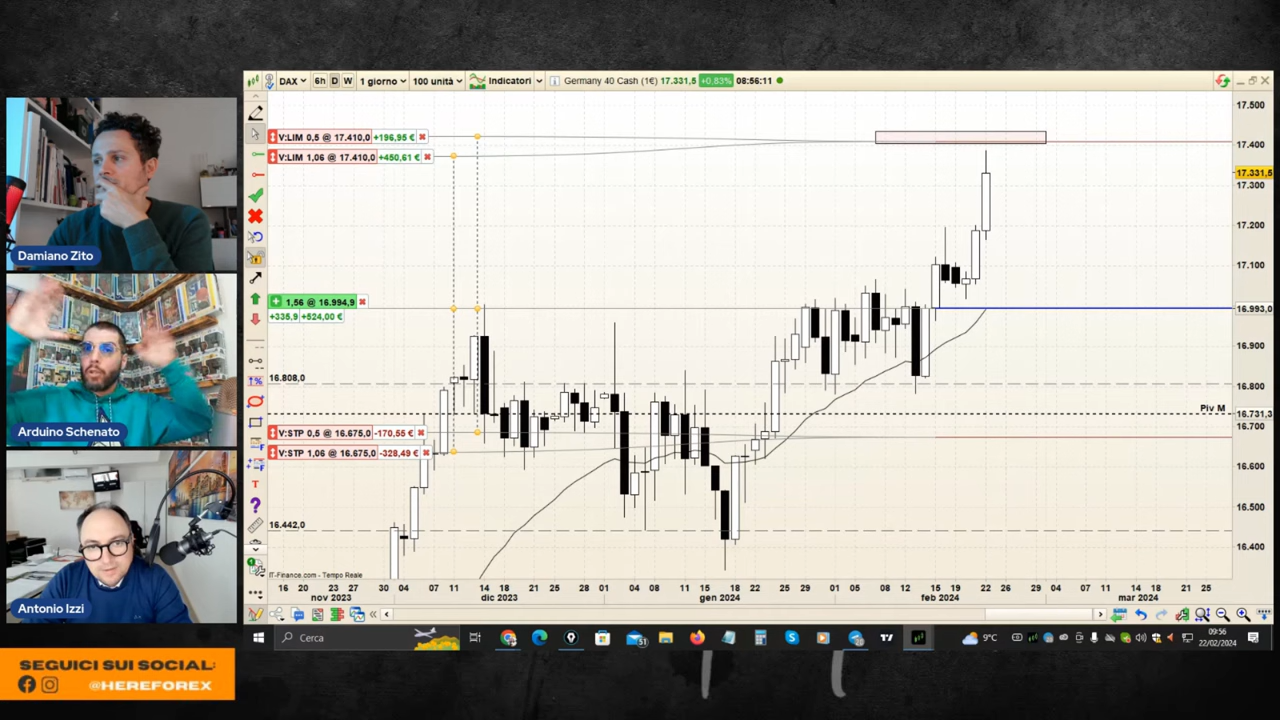 Damiano Zito
Arduino Schenato
Antonio Izzi
SEGUICI SUI SOCIAL:
@HEREFOREX
DAX 6h D W 1 giorno 100 unità Indicatori Germany 40 Cash (1€) 17.331,5 +0,83% 08:56:11
V:LIM 0,5 @ 17.410,0 +196,95 €
V:LIM 1,06 @ 17.410,0 +450,61 €
1,56 @ 16.994,9
+335,9 +524,00 €
16.808,0
Piv M
V:STP 0,5 @ 16.675,0 -170,55 €
V:STP 1,06 @ 16.675,0 -328,49 €
16.442,0
17.500
17.400
17.331,5
17.300
17.200
17.100
16.993,0
16.900
16.800
16.731,3
16.700
16.600
16.500
16.400
IT-Finance.com - Tempo Reale
16 22 27 30 04 07 11 14 18 21 25 28 01 04 08 11 15 18 22 25 29 01 05 08 12 15 19 22 26 29 04 07 11 14 18 21 25
nov 2023 dic 2023 gen 2024 feb 2024 mar 2024
Cerca
51
9°C
09:56
22/02/2024